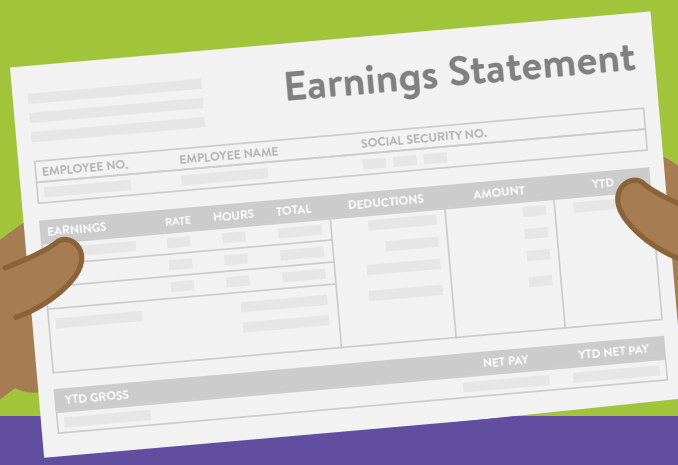 Earnings Statement
EMPLOYEE NO. EMPLOYEE NAME SOCIAL SECURITY NO.
EARNINGS RATE HOURS TOTAL DEDUCTIONS AMOUNT YTD
YTD GROSS NET PAY YTD NET PAY